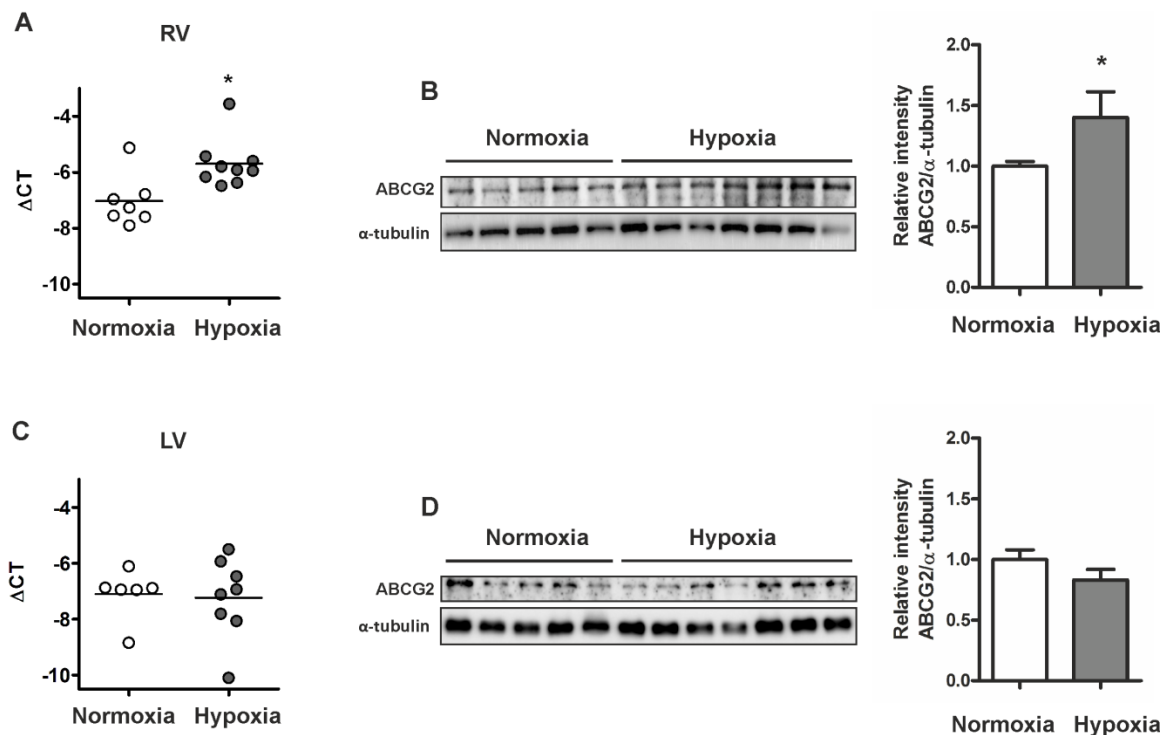 A
RV
*
ΔCT
-4
-6
-8
-10
Normoxia Hypoxia
B
Normoxia Hypoxia
ABCG2
α-tubulin
*
Relative intensity
ABCG2/α-tubulin
2.0
1.5
1.0
0.5
0.0
Normoxia Hypoxia
C
LV
ΔCT
-4
-6
-8
-10
Normoxia Hypoxia
D
Normoxia Hypoxia
ABCG2
α-tubulin
Relative intensity
ABCG2/α-tubulin
2.0
1.5
1.0
0.5
0.0
Normoxia Hypoxia